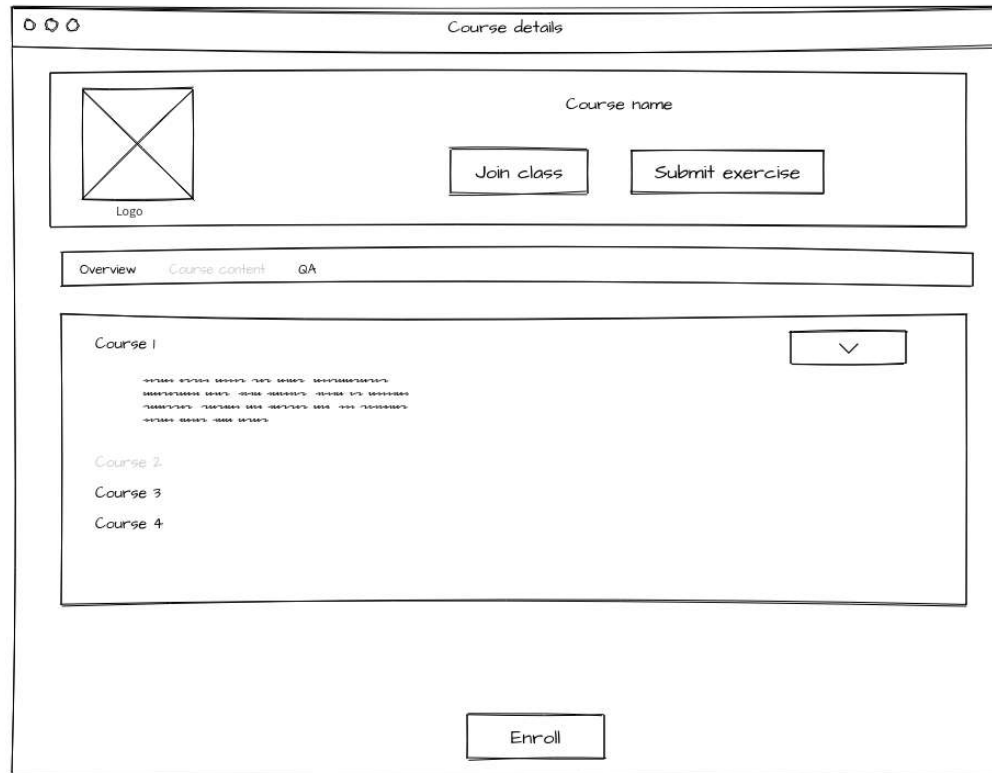 Course details
Course name
Join class
Submit exercise
Logo
Overview Course content QA
Course 1
Course 2
Course 3
Course 4
Enroll